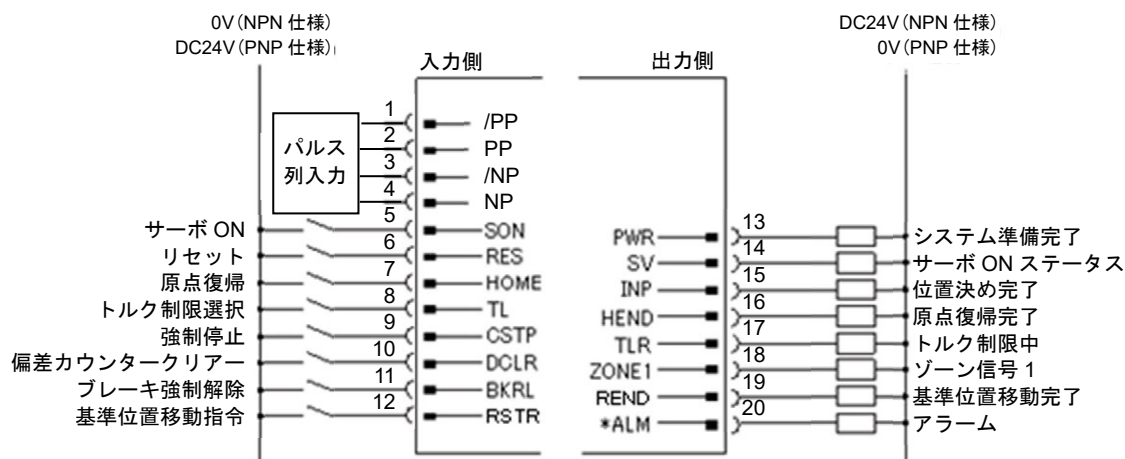 0V(NPN 仕様)
DC24V(PNP 仕様)
DC24V(NPN 仕様)
0V(PNP 仕様)
入力側
出力側
パルス
列入力
1 /PP
2 PP
3 /NP
4 NP
サーボ ON 5 SON
リセット 6 RES
原点復帰 7 HOME
トルク制限選択 8 TL
強制停止 9 CSTP
偏差カウンタークリアー 10 DCLR
ブレーキ強制解除 11 BKRL
基準位置移動指令 12 RSTR
PWR 13 システム準備完了
SV 14 サーボ ON ステータス
INP 15 位置決め完了
HEND 16 原点復帰完了
TLR 17 トルク制限中
ZONE1 18 ゾーン信号 1
REND 19 基準位置移動完了
*ALM 20 アラーム